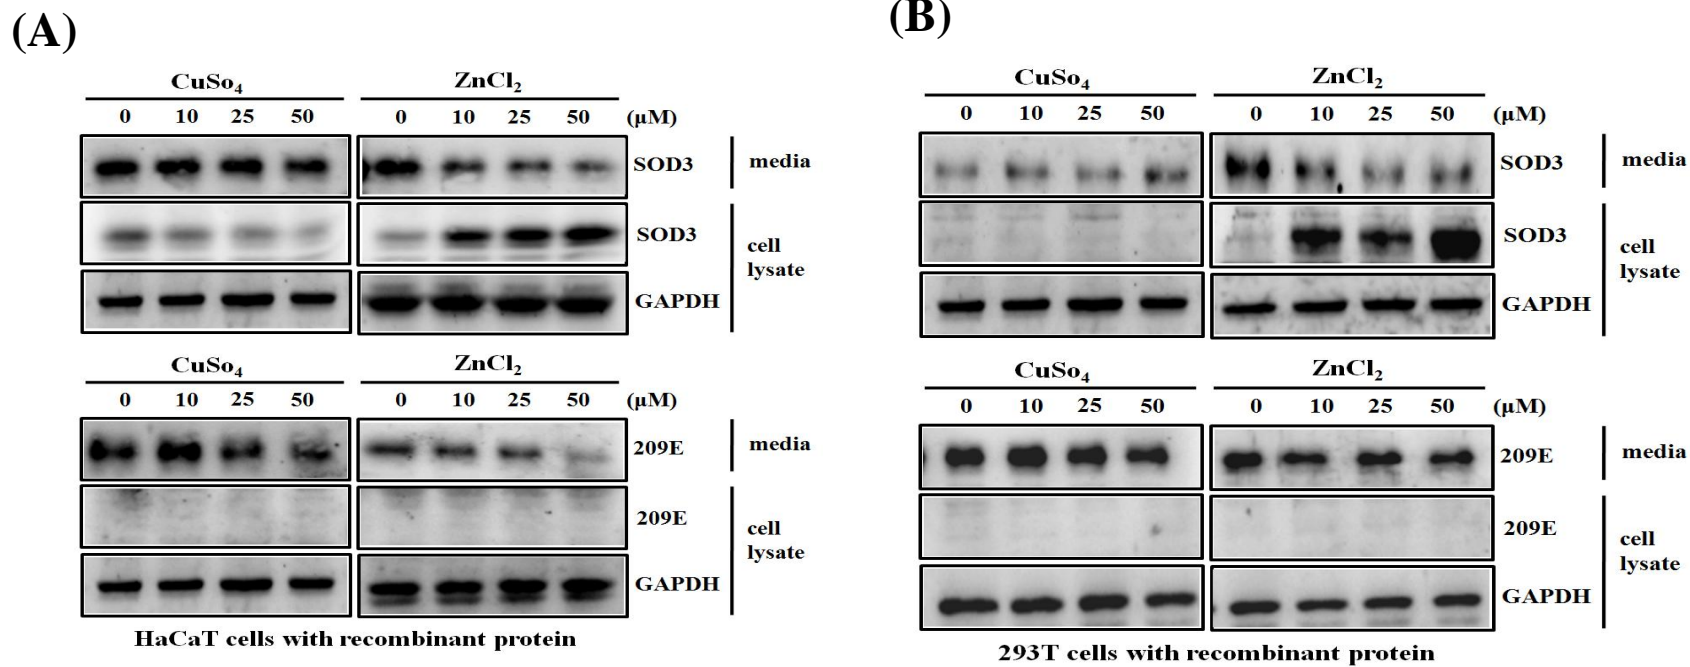 (A)
CuSo₄ ZnCl₂
0 10 25 50 0 10 25 50 (µM)
SOD3 media
SOD3
cell
lysate
GAPDH
CuSo₄ ZnCl₂
0 10 25 50 0 10 25 50 (µM)
209E media
209E
cell
lysate
GAPDH
HaCaT cells with recombinant protein
(B)
CuSo₄ ZnCl₂
0 10 25 50 0 10 25 50 (µM)
SOD3 media
SOD3
cell
lysate
GAPDH
CuSo₄ ZnCl₂
0 10 25 50 0 10 25 50 (µM)
209E media
209E
cell
lysate
GAPDH
293T cells with recombinant protein